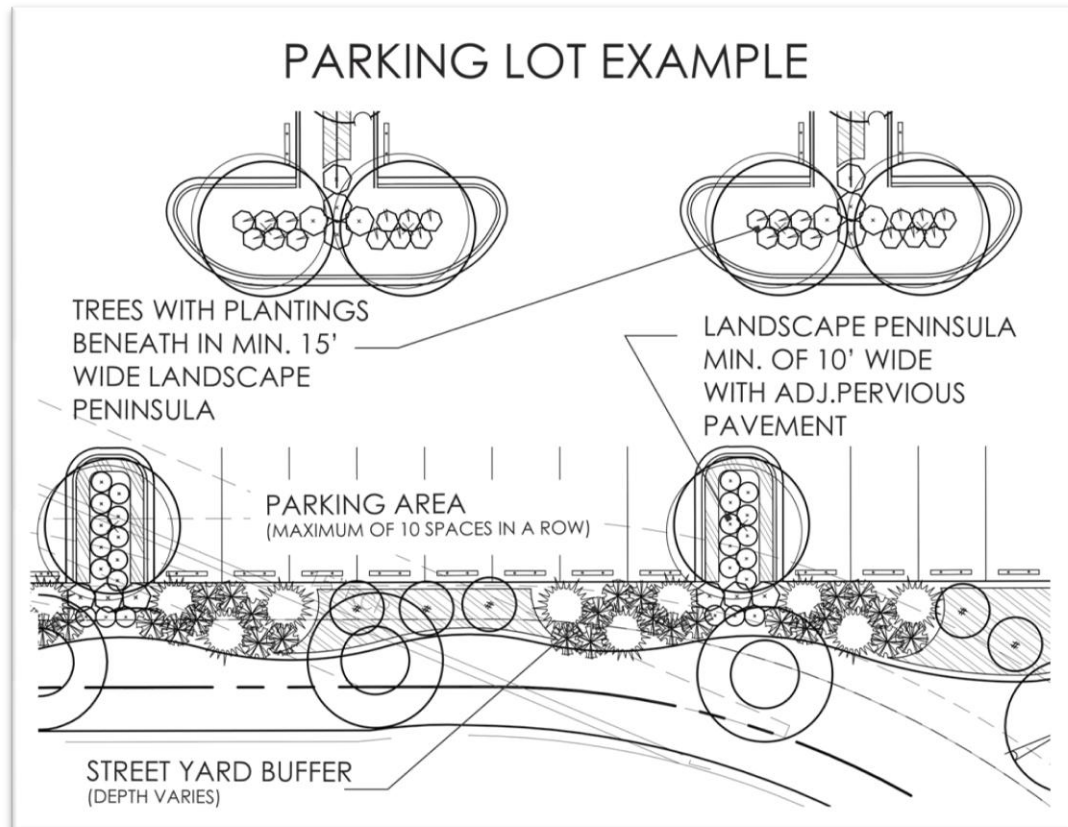 PARKING LOT EXAMPLE
TREES WITH PLANTINGS
BENEATH IN MIN. 15'
WIDE LANDSCAPE
PENINSULA
LANDSCAPE PENINSULA
MIN. OF 10' WIDE
WITH ADJ.PERVIOUS
PAVEMENT
PARKING AREA
(MAXIMUM OF 10 SPACES IN A ROW)
STREET YARD BUFFER
(DEPTH VARIES)